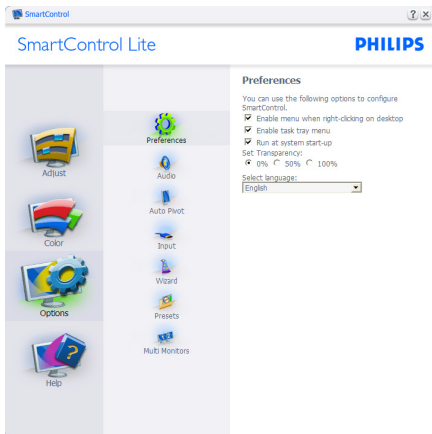 SmartControl
SmartControl Lite
PHILIPS
Adjust
Color
Options
Help
Preferences
Audio
Auto Pivot
Input
Wizard
Presets
Multi Monitors
Preferences
You can use the following options to configure
SmartControl.
Enable menu when right-clicking on desktop
Enable task tray menu
Run at system start-up
Set Transparency:
0% 50% 100%
Select language:
English